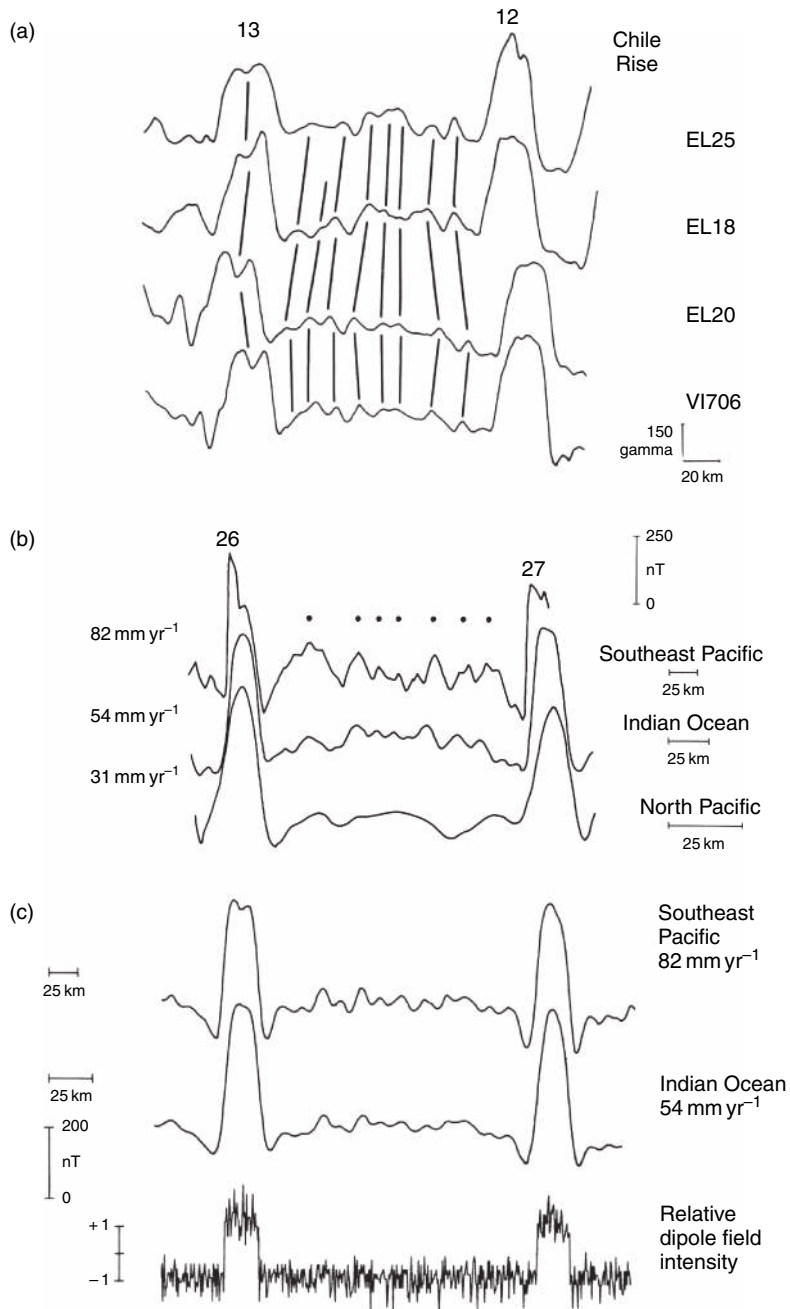 (a)
13
12
Chile
Rise
EL25
EL18
EL20
VI706
150
gamma
20 km
(b)
26
27
250
nT
0
82 mm yr⁻¹
Southeast Pacific
25 km
54 mm yr⁻¹
Indian Ocean
25 km
31 mm yr⁻¹
North Pacific
25 km
(c)
Southeast
Pacific
82 mm yr⁻¹
25 km
25 km
Indian Ocean
54 mm yr⁻¹
200
nT
0
Relative
dipole field
intensity
+1
−1